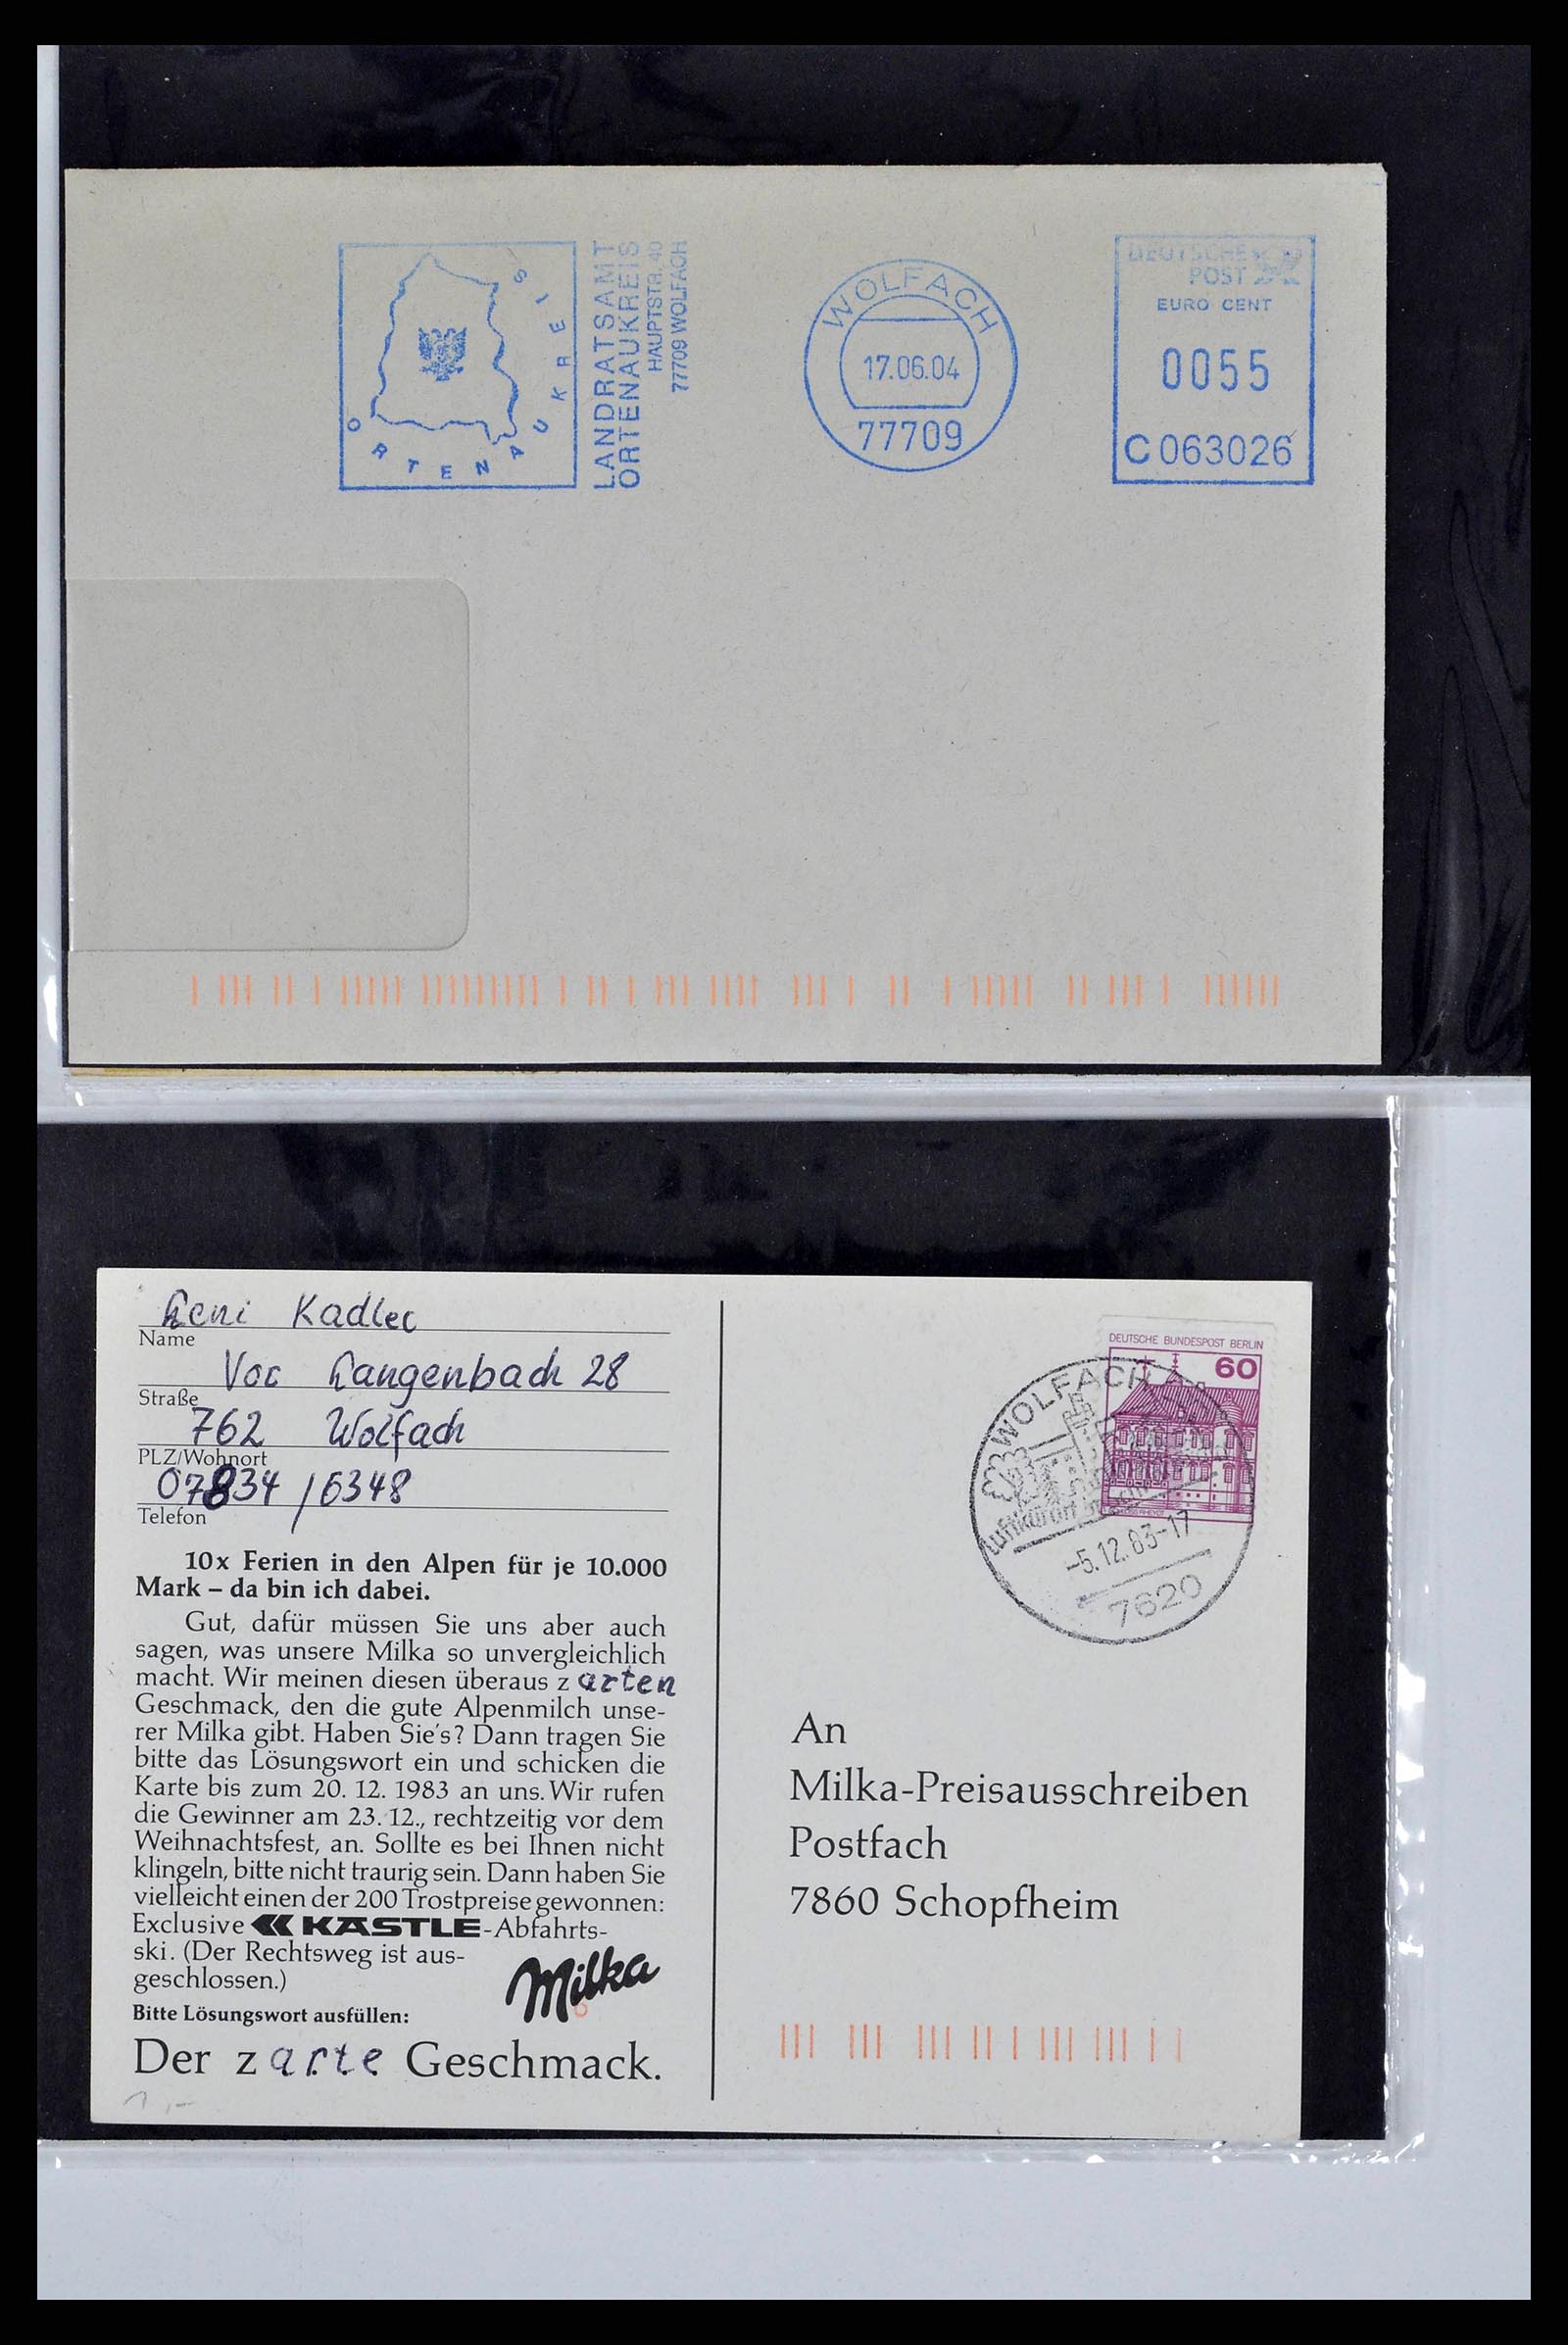 ORTENAUKREIS
LANDRATSAMT
ORTENAUKREIS
HAUPTSTR. 40
77709 WOLFACH
WOLFACH
17.06.04
77709
DEUTSCHE
POST
EURO CENT
0055
C063026
Leni Kadlec
Name
Vor Langenbach 28
Straße
762 Wolfach
PLZ/Wohnort
07834/6348
Telefon
10x Ferien in den Alpen für je 10.000
Mark – da bin ich dabei.
Gut, dafür müssen Sie uns aber auch
sagen, was unsere Milka so unvergleichlich
macht. Wir meinen diesen überaus z arten
Geschmack, den die gute Alpenmilch unse-
rer Milka gibt. Haben Sie's? Dann tragen Sie
bitte das Lösungswort ein und schicken die
Karte bis zum 20. 12. 1983 an uns. Wir rufen
die Gewinner am 23. 12., rechtzeitig vor dem
Weihnachtsfest, an. Sollte es bei Ihnen nicht
klingeln, bitte nicht traurig sein. Dann haben Sie
vielleicht einen der 200 Trostpreise gewonnen:
Exclusive KÄSTLE-Abfahrts-
ski. (Der Rechtsweg ist aus-
geschlossen.)
Milka
Bitte Lösungswort ausfüllen:
Der zarte Geschmack.
1,-
DEUTSCHE BUNDESPOST BERLIN
60
WOLFACH
Luftkurort
-5.12.83-17
7620
An
Milka-Preisausschreiben
Postfach
7860 Schopfheim